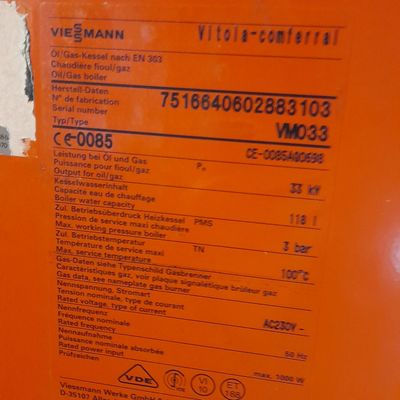 VIESSMANN Vitola-comferral
Öl/Gas-Kessel nach EN 303
Chaudière fioul/gaz
Oil/Gas boiler
Herstell-Daten
N° de fabrication 7516640602883103
Serial number
Typ/Type VM033
CE-0085 CE-0085AQ0698
Leistung bei Öl und Gas
Puissance pour fioul/gaz Pn 33 kW
Output for oil/gas
Kesselwasserinhalt
Capacité eau de chauffage 118 l
Boiler water capacity
Zul. Betriebsüberdruck Heizkessel
Pression de service maxi chaudière PMS 3 bar
Max. working pressure boiler
Zul. Betriebstemperatur
Température de service maxi TN 100°C
Max. service temperature
Gas-Daten siehe Typenschild Gasbrenner
Caractéristiques gaz, voir plaque signalétique brûleur gaz
Gas data, see nameplate gas burner
Nennspannung, Stromart
Tension nominale, type de courant AC230V~
Rated voltage, type of current
Nennfrequenz
Fréquence nominale 50 Hz
Rated frequency
Nennaufnahme
Puissance nominale absorbée max. 1000 W
Rated power input
Prüfzeichen
VDE VI 10 ET 188
Viessmann Werke GmbH
D-35107